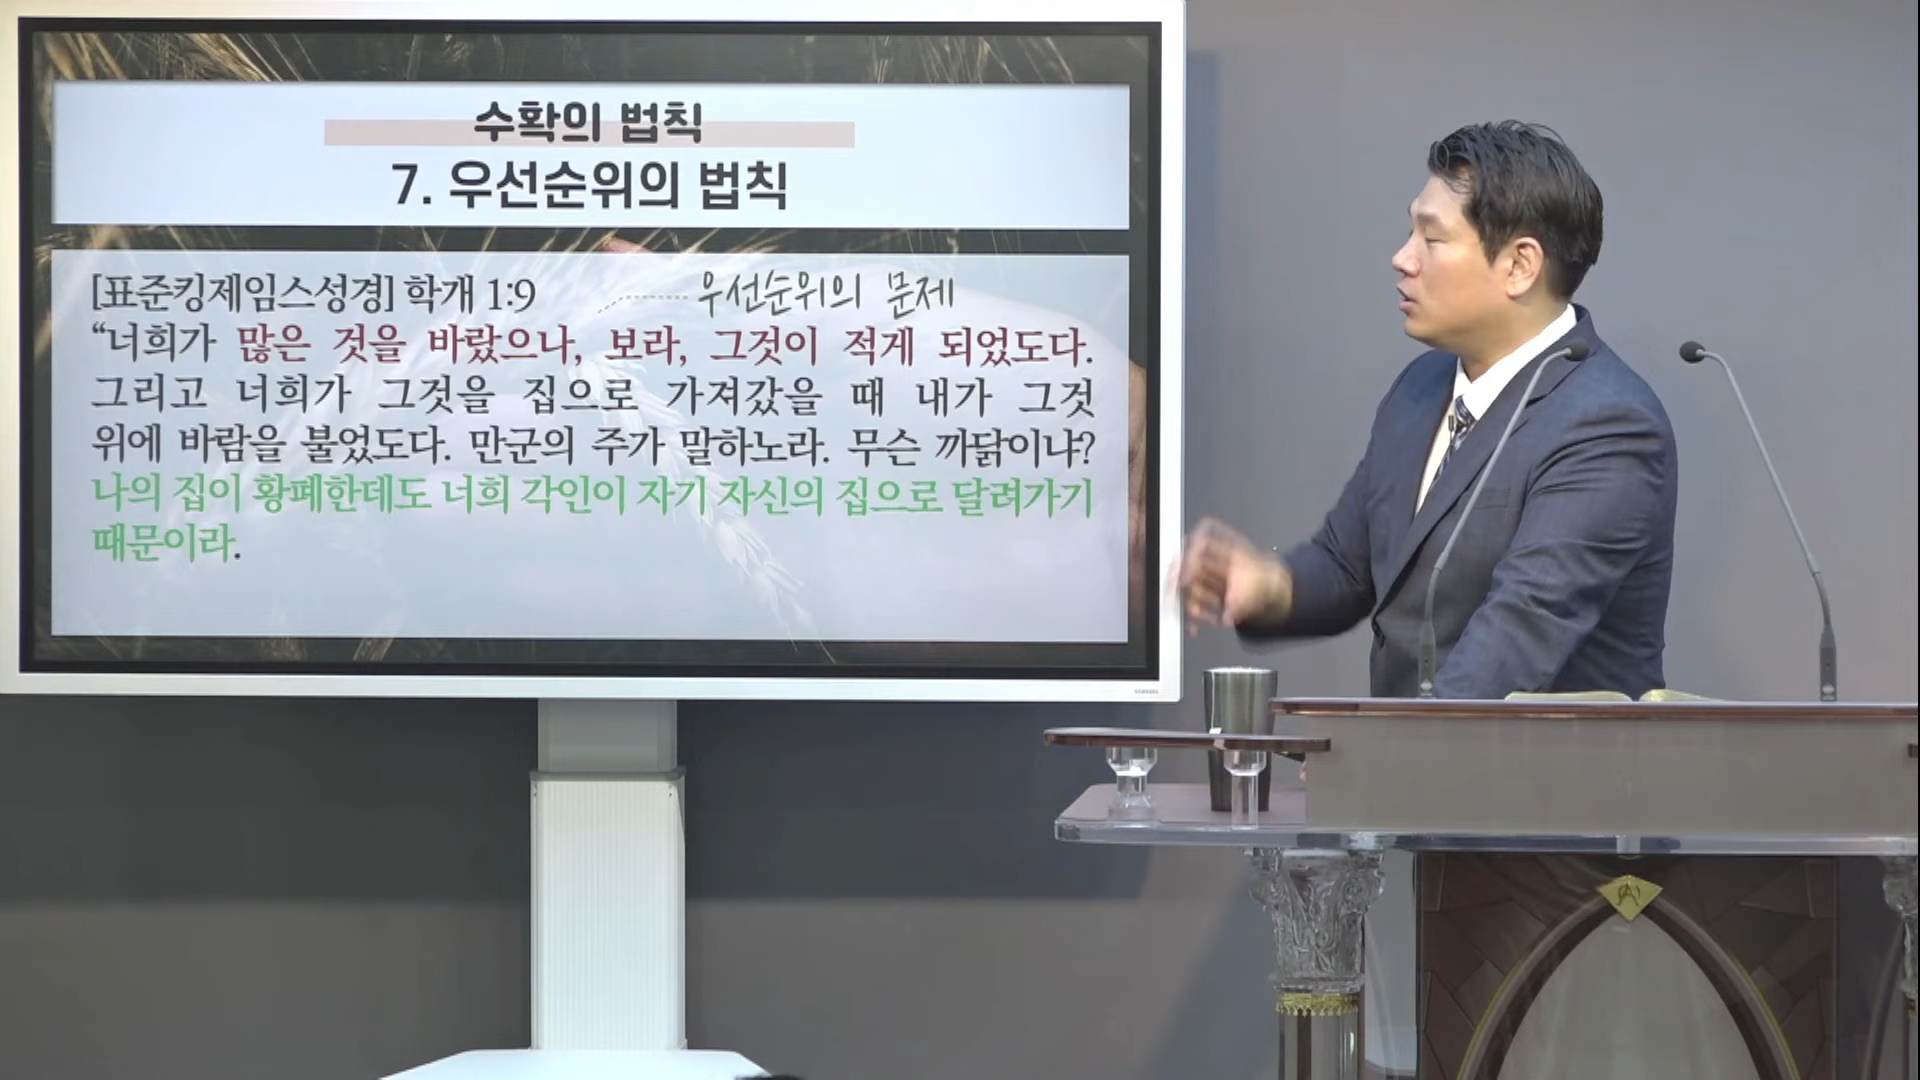 수확의 법칙
7. 우선순위의 법칙
[표준킹제임스성경] 학개 1:9
우선순위의 문제
“너희가 많은 것을 바랐으나, 보라, 그것이 적게 되었도다.
그리고 너희가 그것을 집으로 가져갔을 때 내가 그것
위에 바람을 불었도다. 만군의 주가 말하노라. 무슨 까닭이냐?
나의 집이 황폐한데도 너희 각인이 자기 자신의 집으로 달려가기
때문이라.
SAMSUNG